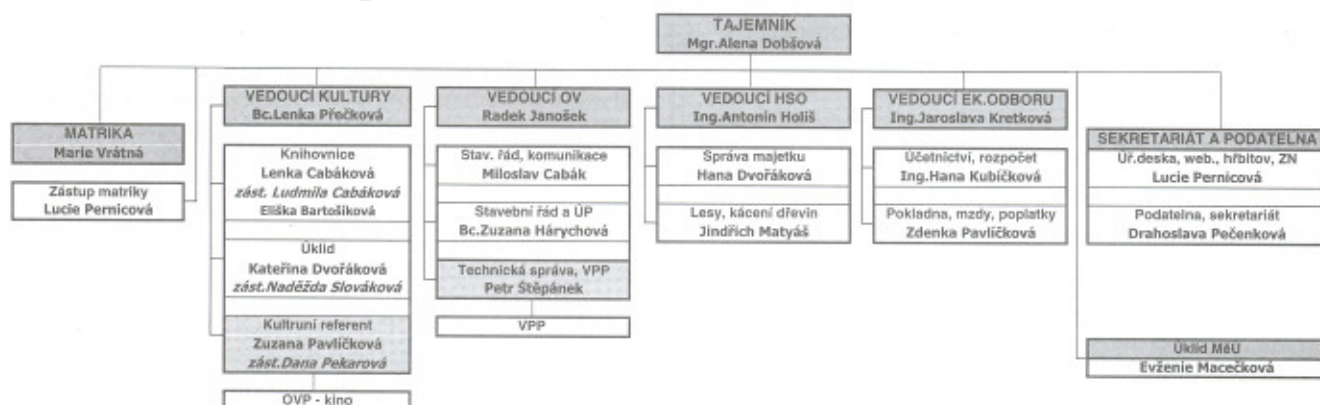 TAJEMNÍK
Mgr.Alena Dobšová
MATRIKA
Marie Vrátná
Zástup matriky
Lucie Pernicová
VEDOUCÍ KULTURY
Bc.Lenka Přečková
Knihovnice
Lenka Cabáková
zást. Ludmila Cabáková
Eliška Bartošíková
Úklid
Kateřina Dvořáková
zást.Naděžda Slováková
Kultruní referent
Zuzana Pavlíčková
zást.Dana Pekarová
OVP - kino
VEDOUCÍ OV
Radek Janošek
Stav. řád, komunikace
Miloslav Cabák
Stavební řád a ÚP
Bc.Zuzana Hárychová
Technická správa, VPP
Petr Štěpánek
VPP
VEDOUCÍ HSO
Ing.Antonín Holiš
Správa majetku
Hana Dvořáková
Lesy, kácení dřevin
Jindřich Matyáš
VEDOUCÍ EK.ODBORU
Ing.Jaroslava Kretková
Účetnictví, rozpočet
Ing.Hana Kubíčková
Pokladna, mzdy, poplatky
Zdenka Pavlíčková
SEKRETARIÁT A PODATELNA
Úř.deska, web., hřbitov, ZN
Lucie Pernicová
Podatelna, sekretariát
Drahoslava Pečenková
Úklid MěÚ
Evženie Macečková